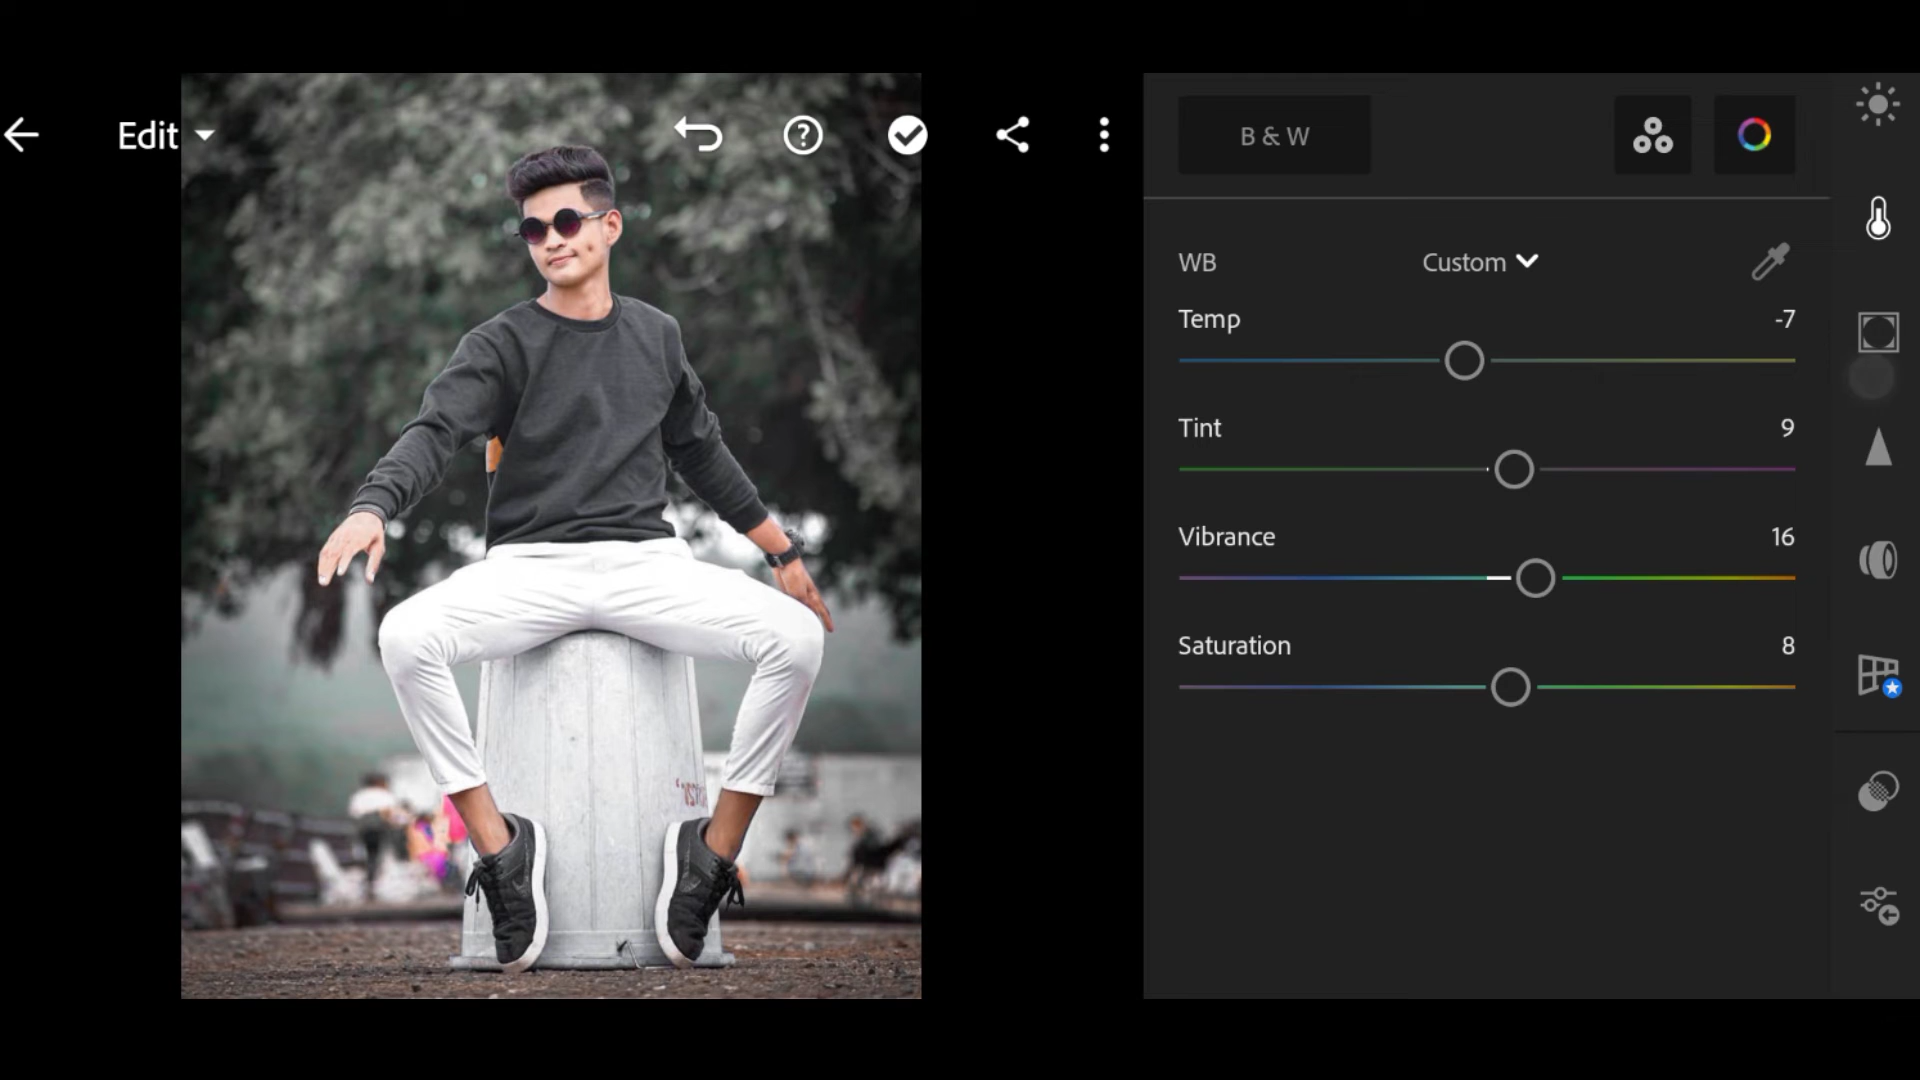 Edit
B & W
WB
Custom
Temp
-7
Tint
9
Vibrance
16
Saturation
8